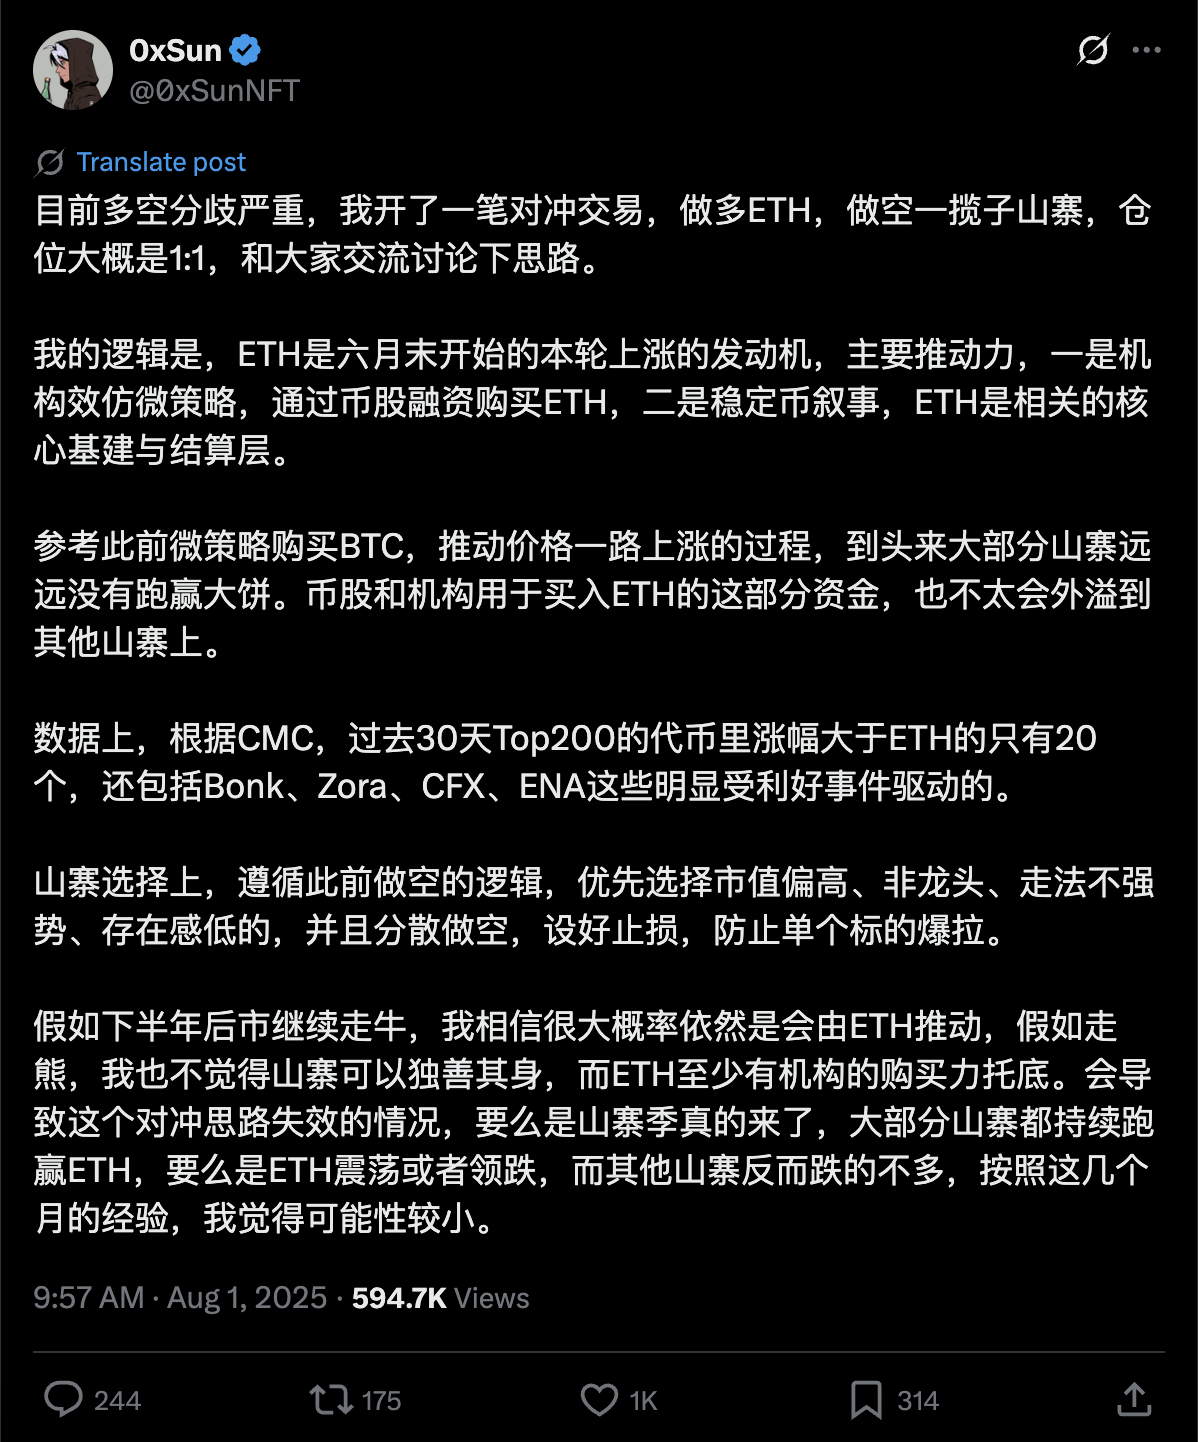 0xSun
@0xSunNFT
Translate post
目前多空分歧严重，我开了一笔对冲交易，做多ETH，做空一揽子山寨，仓
位大概是1:1，和大家交流讨论下思路。
我的逻辑是，ETH是六月末开始的本轮上涨的发动机，主要推动力，一是机
构效仿微策略，通过币股融资购买ETH，二是稳定币叙事，ETH是相关的核
心基建与结算层。
参考此前微策略购买BTC，推动价格一路上涨的过程，到头来大部分山寨远
远没有跑赢大饼。币股和机构用于买入ETH的这部分资金，也不太会外溢到
其他山寨上。
数据上，根据CMC，过去30天Top200的代币里涨幅大于ETH的只有20
个，还包括Bonk、Zora、CFX、ENA这些明显受利好事件驱动的。
山寨选择上，遵循此前做空的逻辑，优先选择市值偏高、非龙头、走法不强
势、存在感低的，并且分散做空，设好止损，防止单个标的爆拉。
假如下半年后市继续走牛，我相信很大概率依然是会由ETH推动，假如走
熊，我也不觉得山寨可以独善其身，而ETH至少有机构的购买力托底。会导
致这个对冲思路失效的情况，要么是山寨季真的来了，大部分山寨都持续跑
赢ETH，要么是ETH震荡或者领跌，而其他山寨反而跌的不多，按照这几个
月的经验，我觉得可能性较小。
9:57 AM · Aug 1, 2025 · 594.7K Views
244 175 1K 314